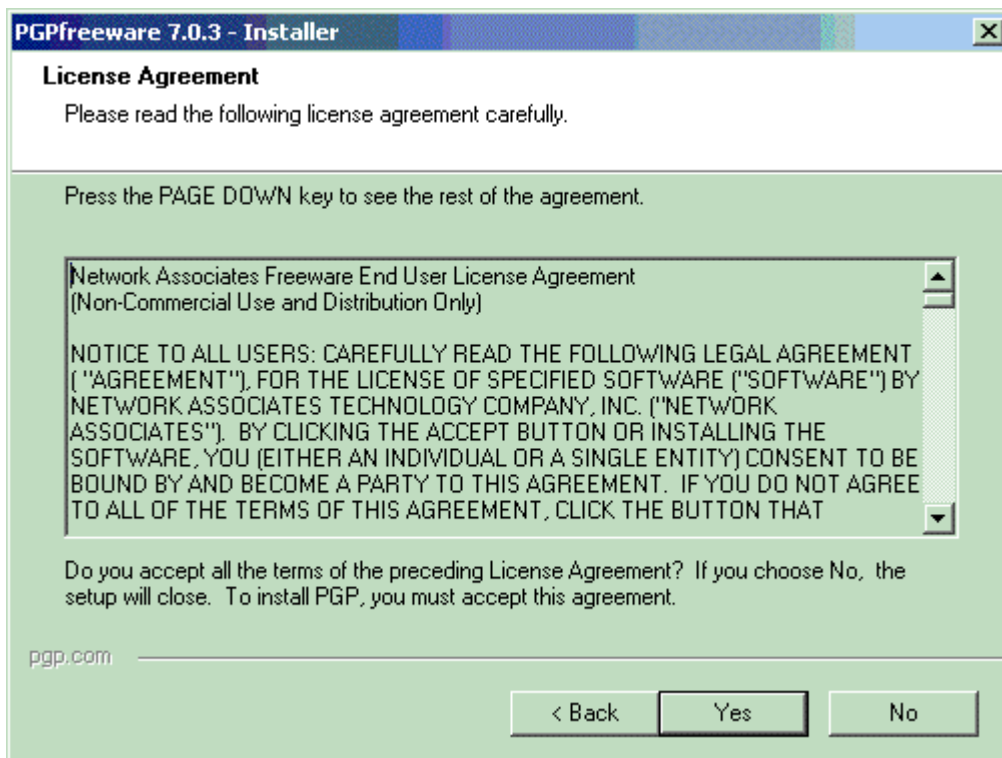 PGPfreeware 7.0.3 - Installer
License Agreement
Please read the following license agreement carefully.
Press the PAGE DOWN key to see the rest of the agreement.
Network Associates Freeware End User License Agreement
(Non-Commercial Use and Distribution Only)
NOTICE TO ALL USERS: CAREFULLY READ THE FOLLOWING LEGAL AGREEMENT
( "AGREEMENT"), FOR THE LICENSE OF SPECIFIED SOFTWARE ("SOFTWARE") BY
NETWORK ASSOCIATES TECHNOLOGY COMPANY, INC. ("NETWORK
ASSOCIATES").  BY CLICKING THE ACCEPT BUTTON OR INSTALLING THE
SOFTWARE, YOU (EITHER AN INDIVIDUAL OR A SINGLE ENTITY) CONSENT TO BE
BOUND BY AND BECOME A PARTY TO THIS AGREEMENT.  IF YOU DO NOT AGREE
TO ALL OF THE TERMS OF THIS AGREEMENT, CLICK THE BUTTON THAT
Do you accept all the terms of the preceding License Agreement?  If you choose No,  the
setup will close.  To install PGP, you must accept this agreement.
pgp.com
< Back
Yes
No